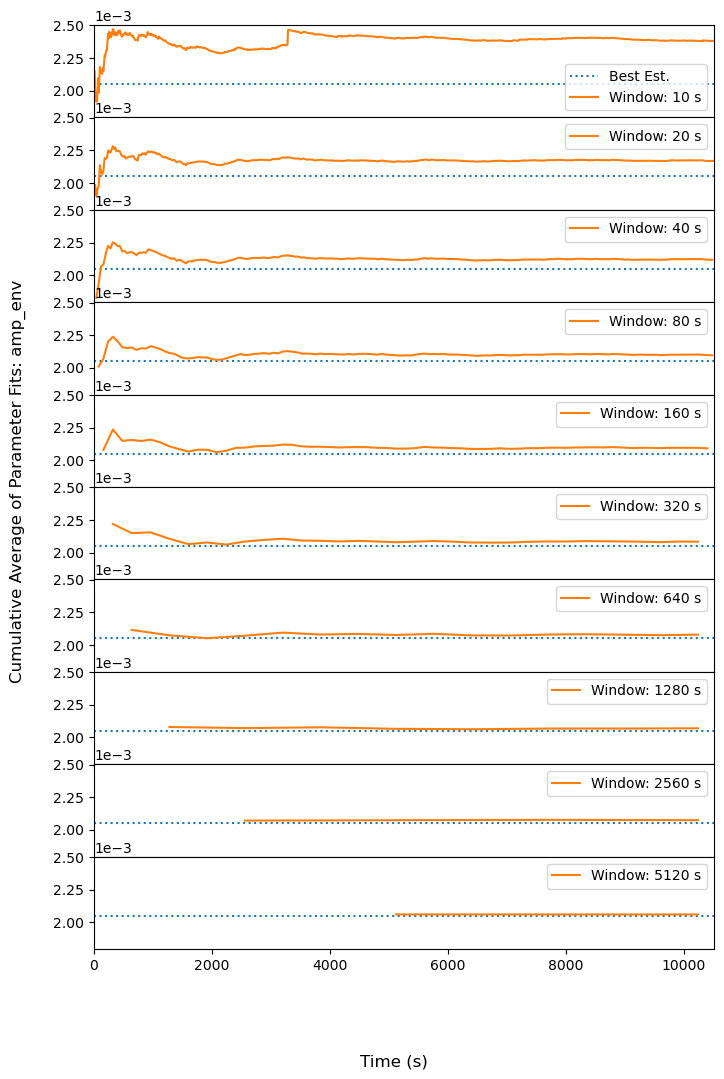 1e−3
2.50
2.25
2.00
Best Est.
Window: 10 s
1e−3
2.25
2.00
Window: 20 s
1e−3
2.50
2.25
2.00
Window: 40 s
1e−3
2.50
2.25
2.00
Window: 80 s
1e−3
2.50
2.25
2.00
Window: 160 s
1e−3
2.50
2.25
2.00
Window: 320 s
1e−3
2.50
2.25
2.00
Window: 640 s
1e−3
2.50
2.25
2.00
Window: 1280 s
1e−3
2.50
2.25
2.00
Window: 2560 s
1e−3
2.50
2.25
2.00
Window: 5120 s
0 2000 4000 6000 8000 10000
Time (s)
Cumulative Average of Parameter Fits: amp_env